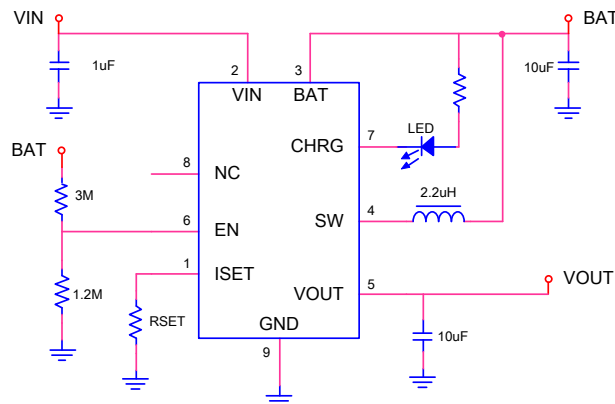 VIN
BAT
1uF
2
3
10uF
VIN
BAT
7
LED
CHRG
BAT
8
NC
3M
2.2uH
6
EN
SW
4
1
ISET
VOUT
5
VOUT
1.2M
RSET
GND
10uF
9